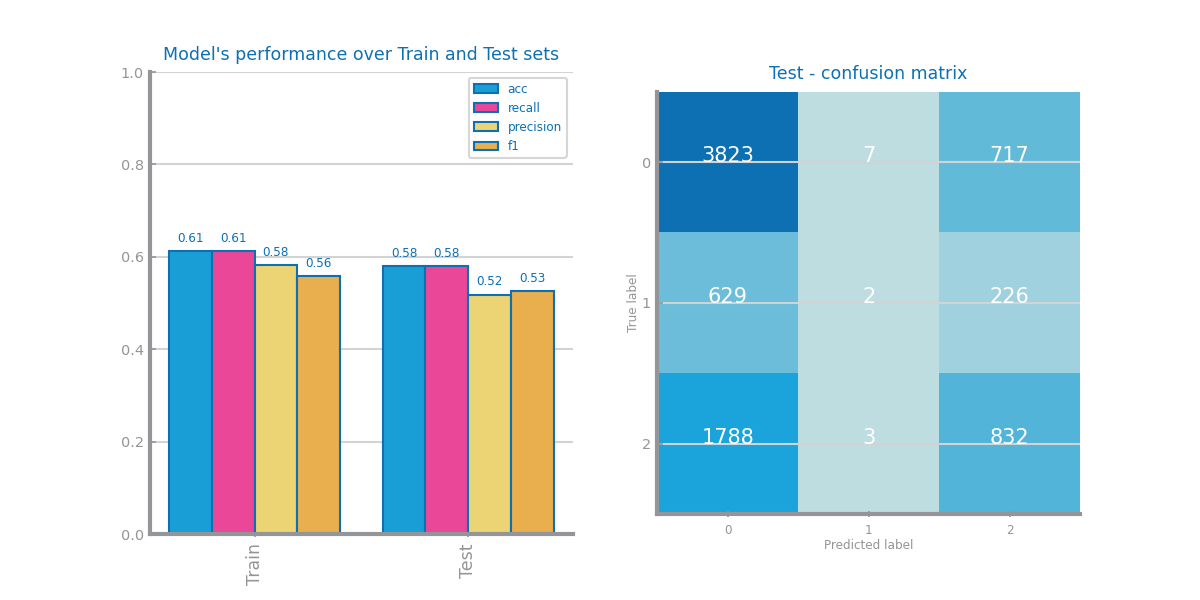 Model's performance over Train and Test sets
1.0
0.8
0.6
0.4
0.2
0.0
acc
recall
precision
f1
0.61 0.61 0.58 0.56
0.58 0.58 0.52 0.53
Train
Test
Test - confusion matrix
True label
0
1
2
3823 7 717
629 2 226
1788 3 832
0 1 2
Predicted label